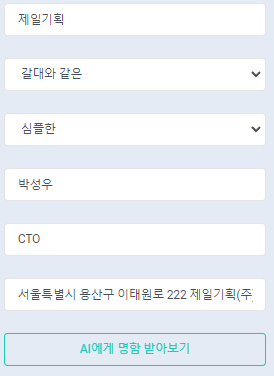 제일기획
갈대와 같은
심플한
박성우
CTO
서울특별시 용산구 이태원로 222 제일기획(주)
AI에게 명함 받아보기